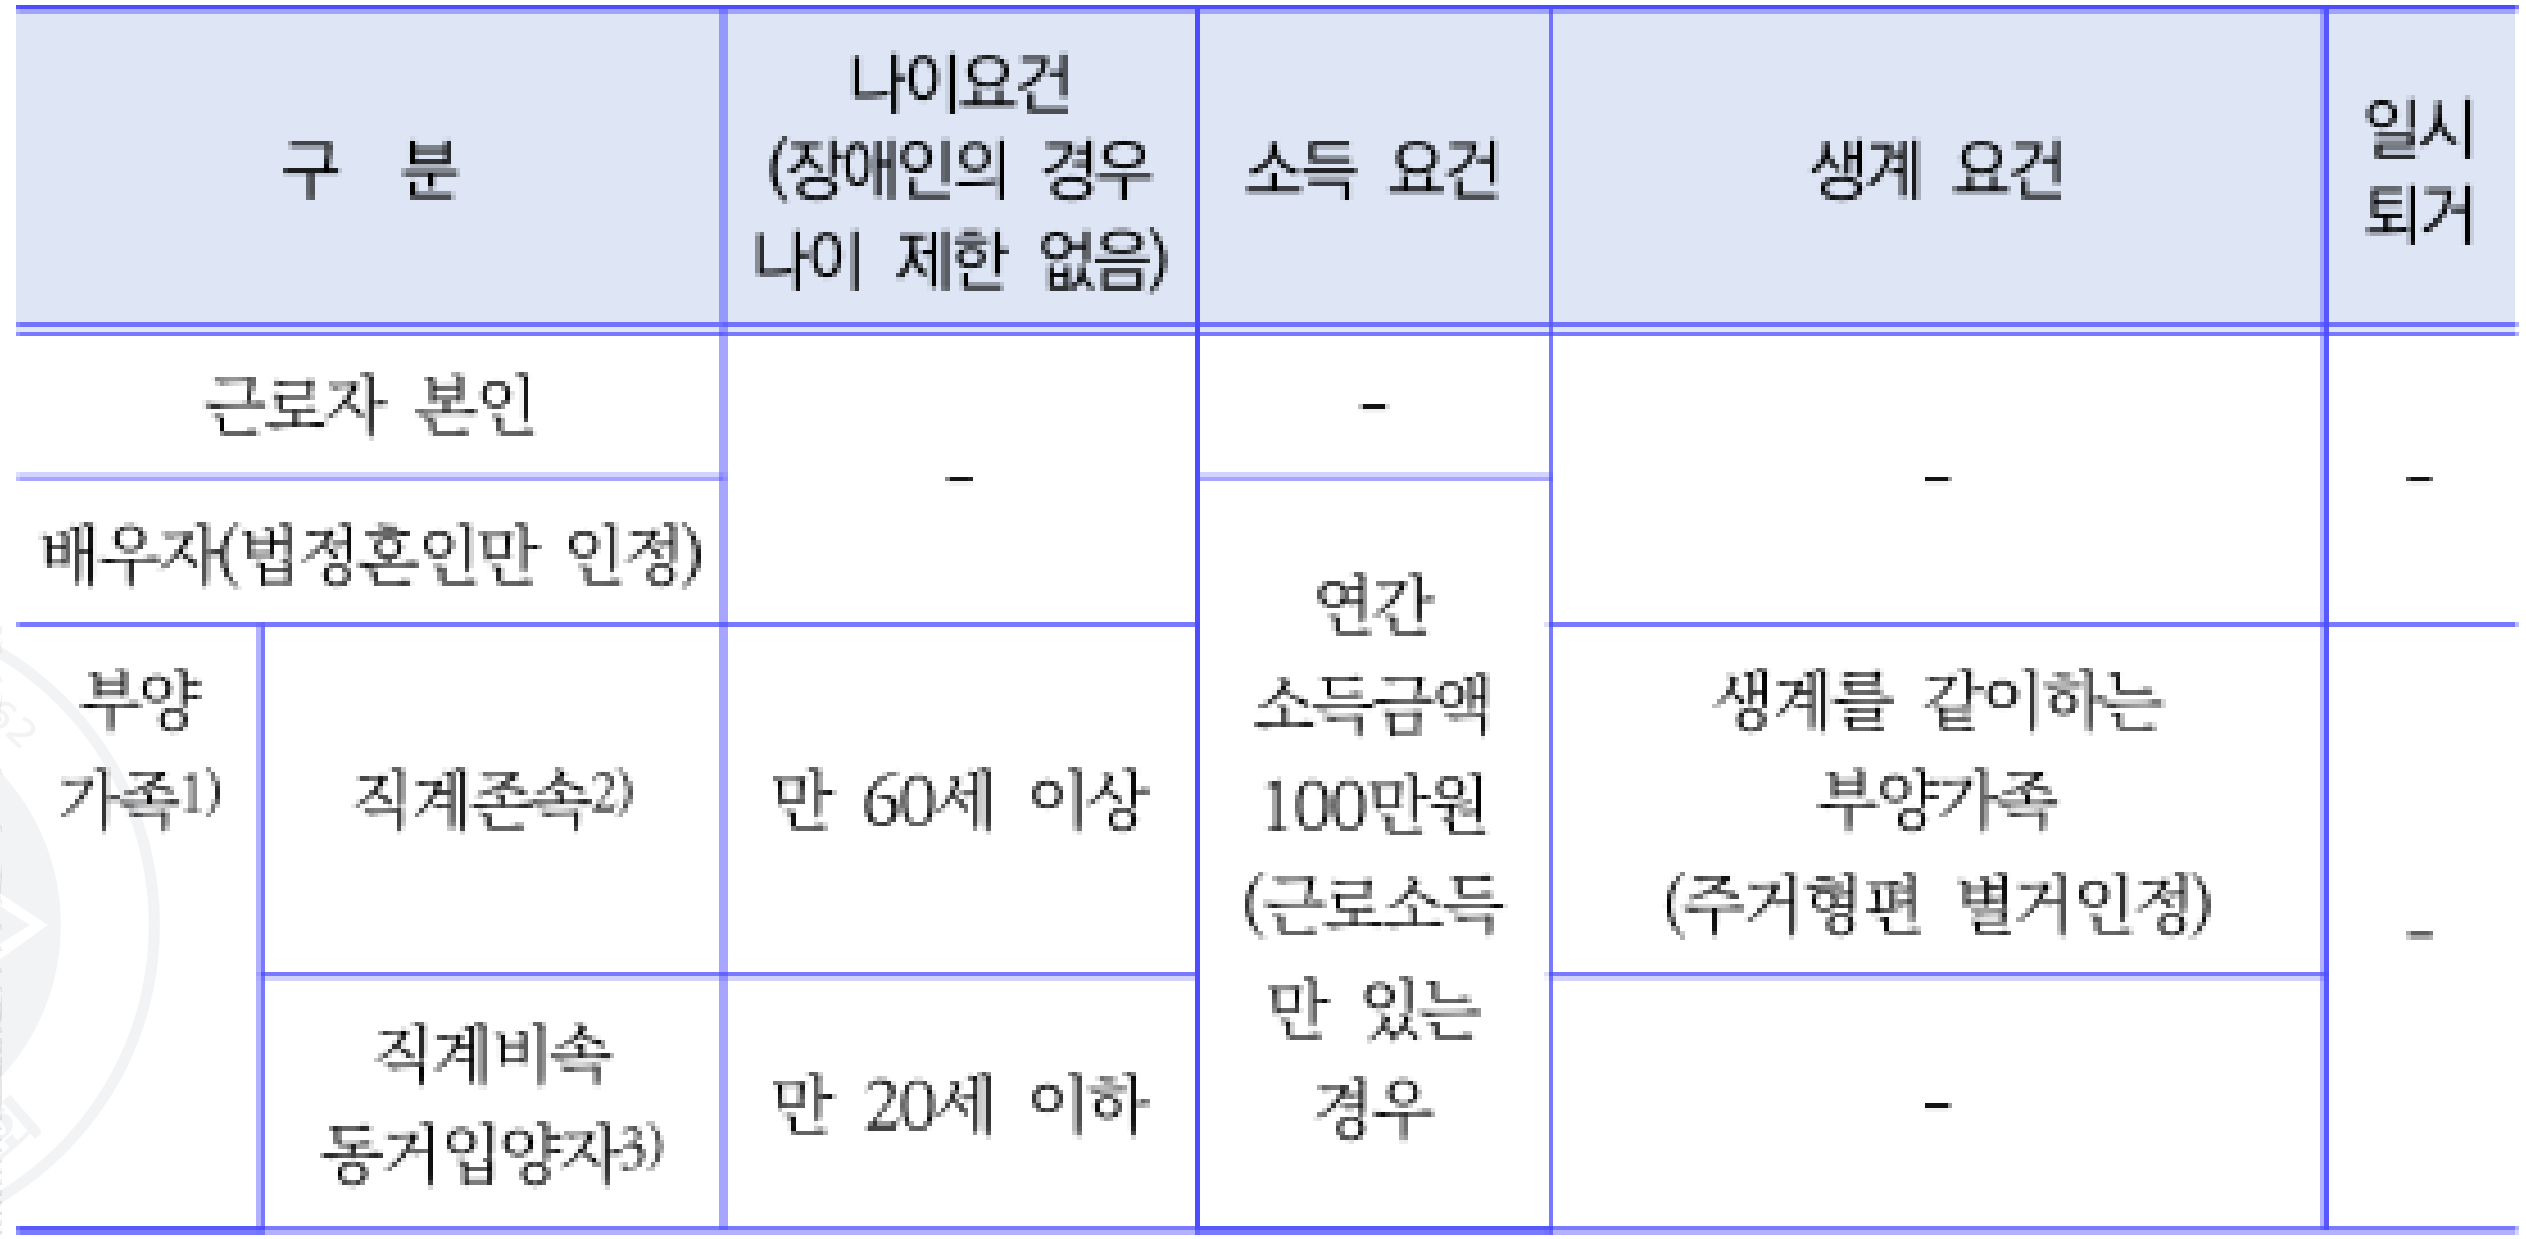 구 분
나이요건
(장애인의 경우
나이 제한 없음)
소득 요건
생계 요건
일시
퇴거
근로자 본인
-
-
-
-
배우자(법정혼인만 인정)
연간
소득금액
100만원
(근로소득
만 있는
경우
부양
가족1)
직계존속2)
만 60세 이상
생계를 같이하는
부양가족
(주거형편 별거인정)
-
직계비속
동거입양자3)
만 20세 이하
-